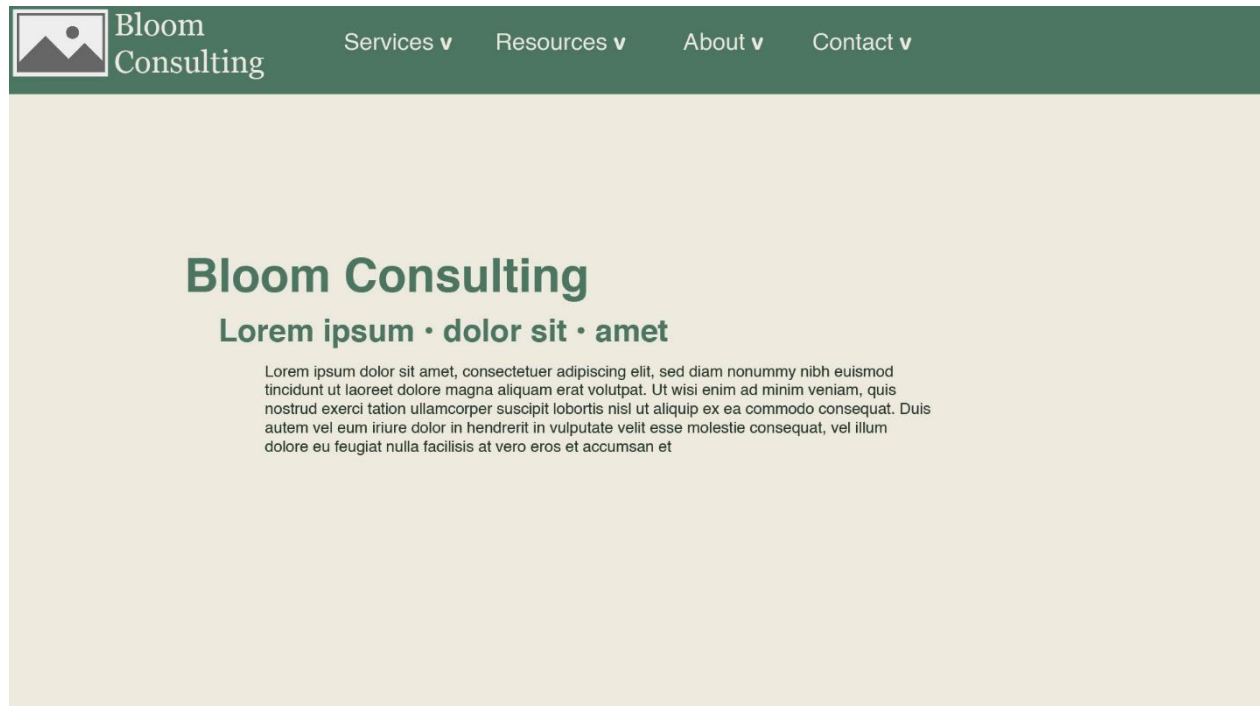 Bloom
Consulting
Services v
Resources v
About v
Contact v
Bloom Consulting
Lorem ipsum • dolor sit • amet
Lorem ipsum dolor sit amet, consectetuer adipiscing elit, sed diam nonummy nibh euismod
tincidunt ut laoreet dolore magna aliquam erat volutpat. Ut wisi enim ad minim veniam, quis
nostrud exerci tation ullamcorper suscipit lobortis nisl ut aliquip ex ea commodo consequat. Duis
autem vel eum iriure dolor in hendrerit in vulputate velit esse molestie consequat, vel illum
dolore eu feugiat nulla facilisis at vero eros et accumsan et